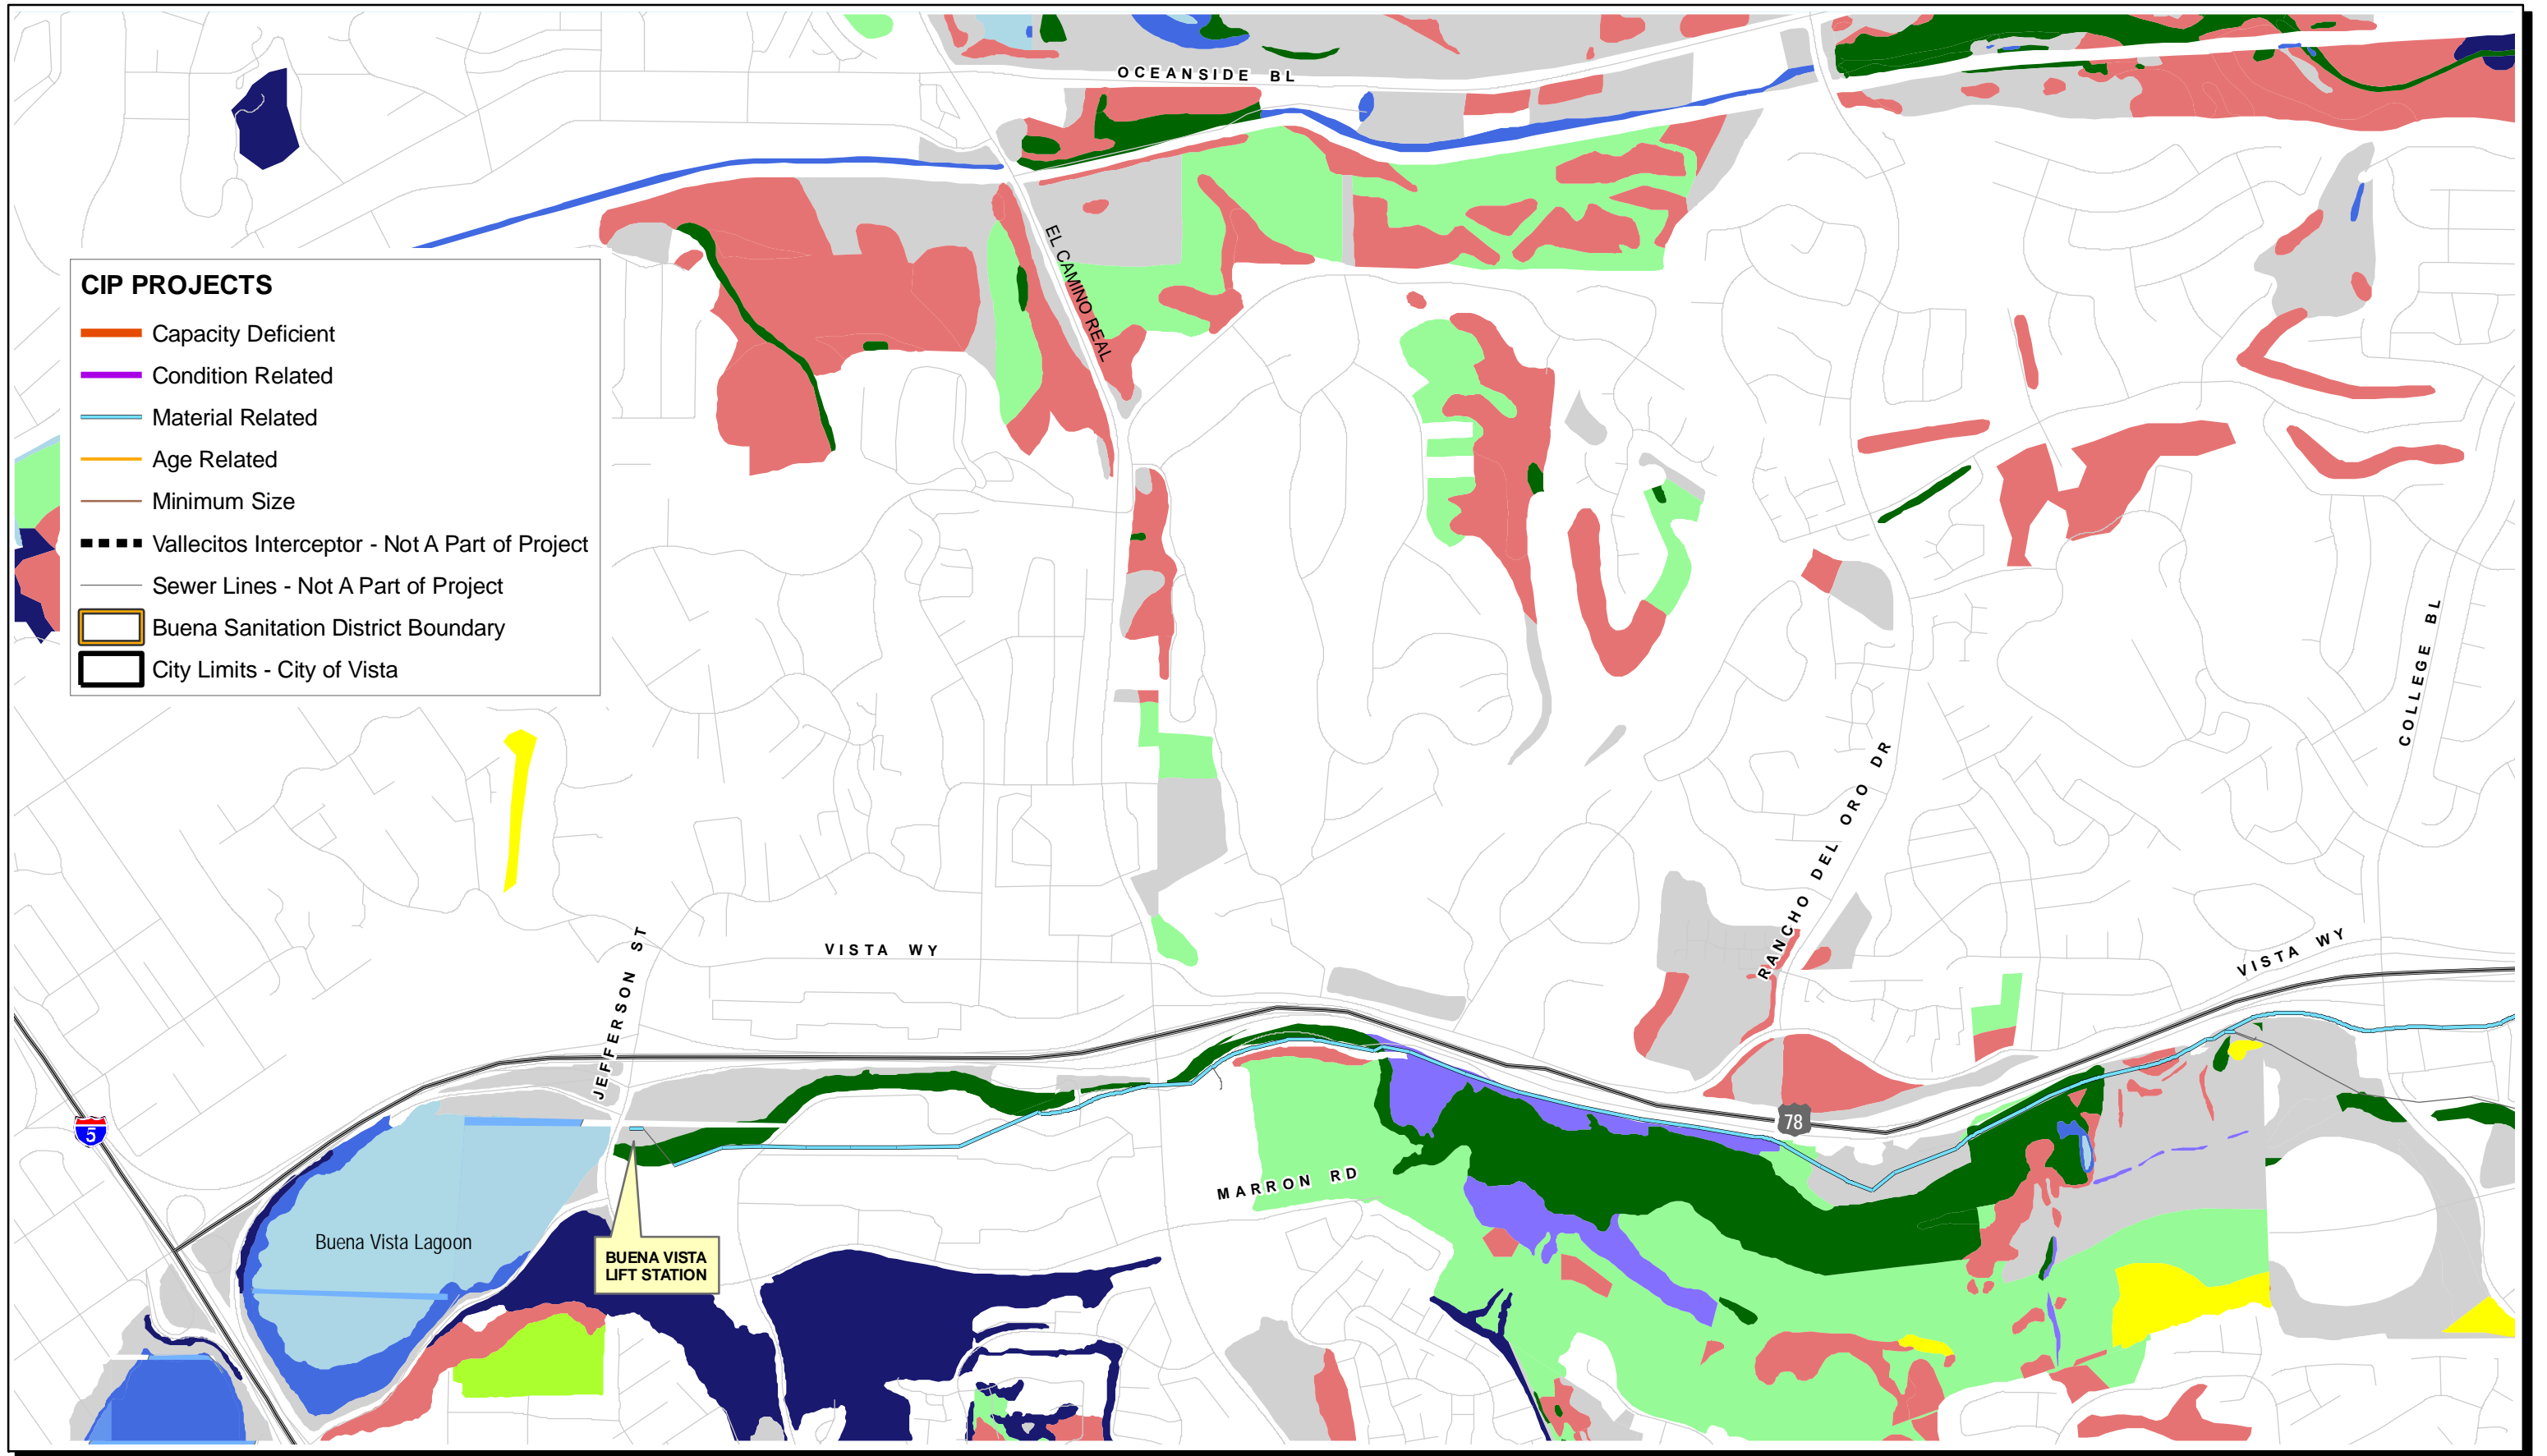 OCEANSIDE BL
EL CAMINO REAL
CIP PROJECTS
Capacity Deficient
Condition Related
Material Related
Age Related
Minimum Size
Vallecitos Interceptor - Not A Part of Project
Sewer Lines - Not A Part of Project
Buena Sanitation District Boundary
City Limits - City of Vista
COLLEGE BL
RANCHO DEL ORO DR
JEFFERSON ST
VISTA WY
VISTA WY
5
78
MARRON RD
Buena Vista Lagoon
BUENA VISTA
LIFT STATION